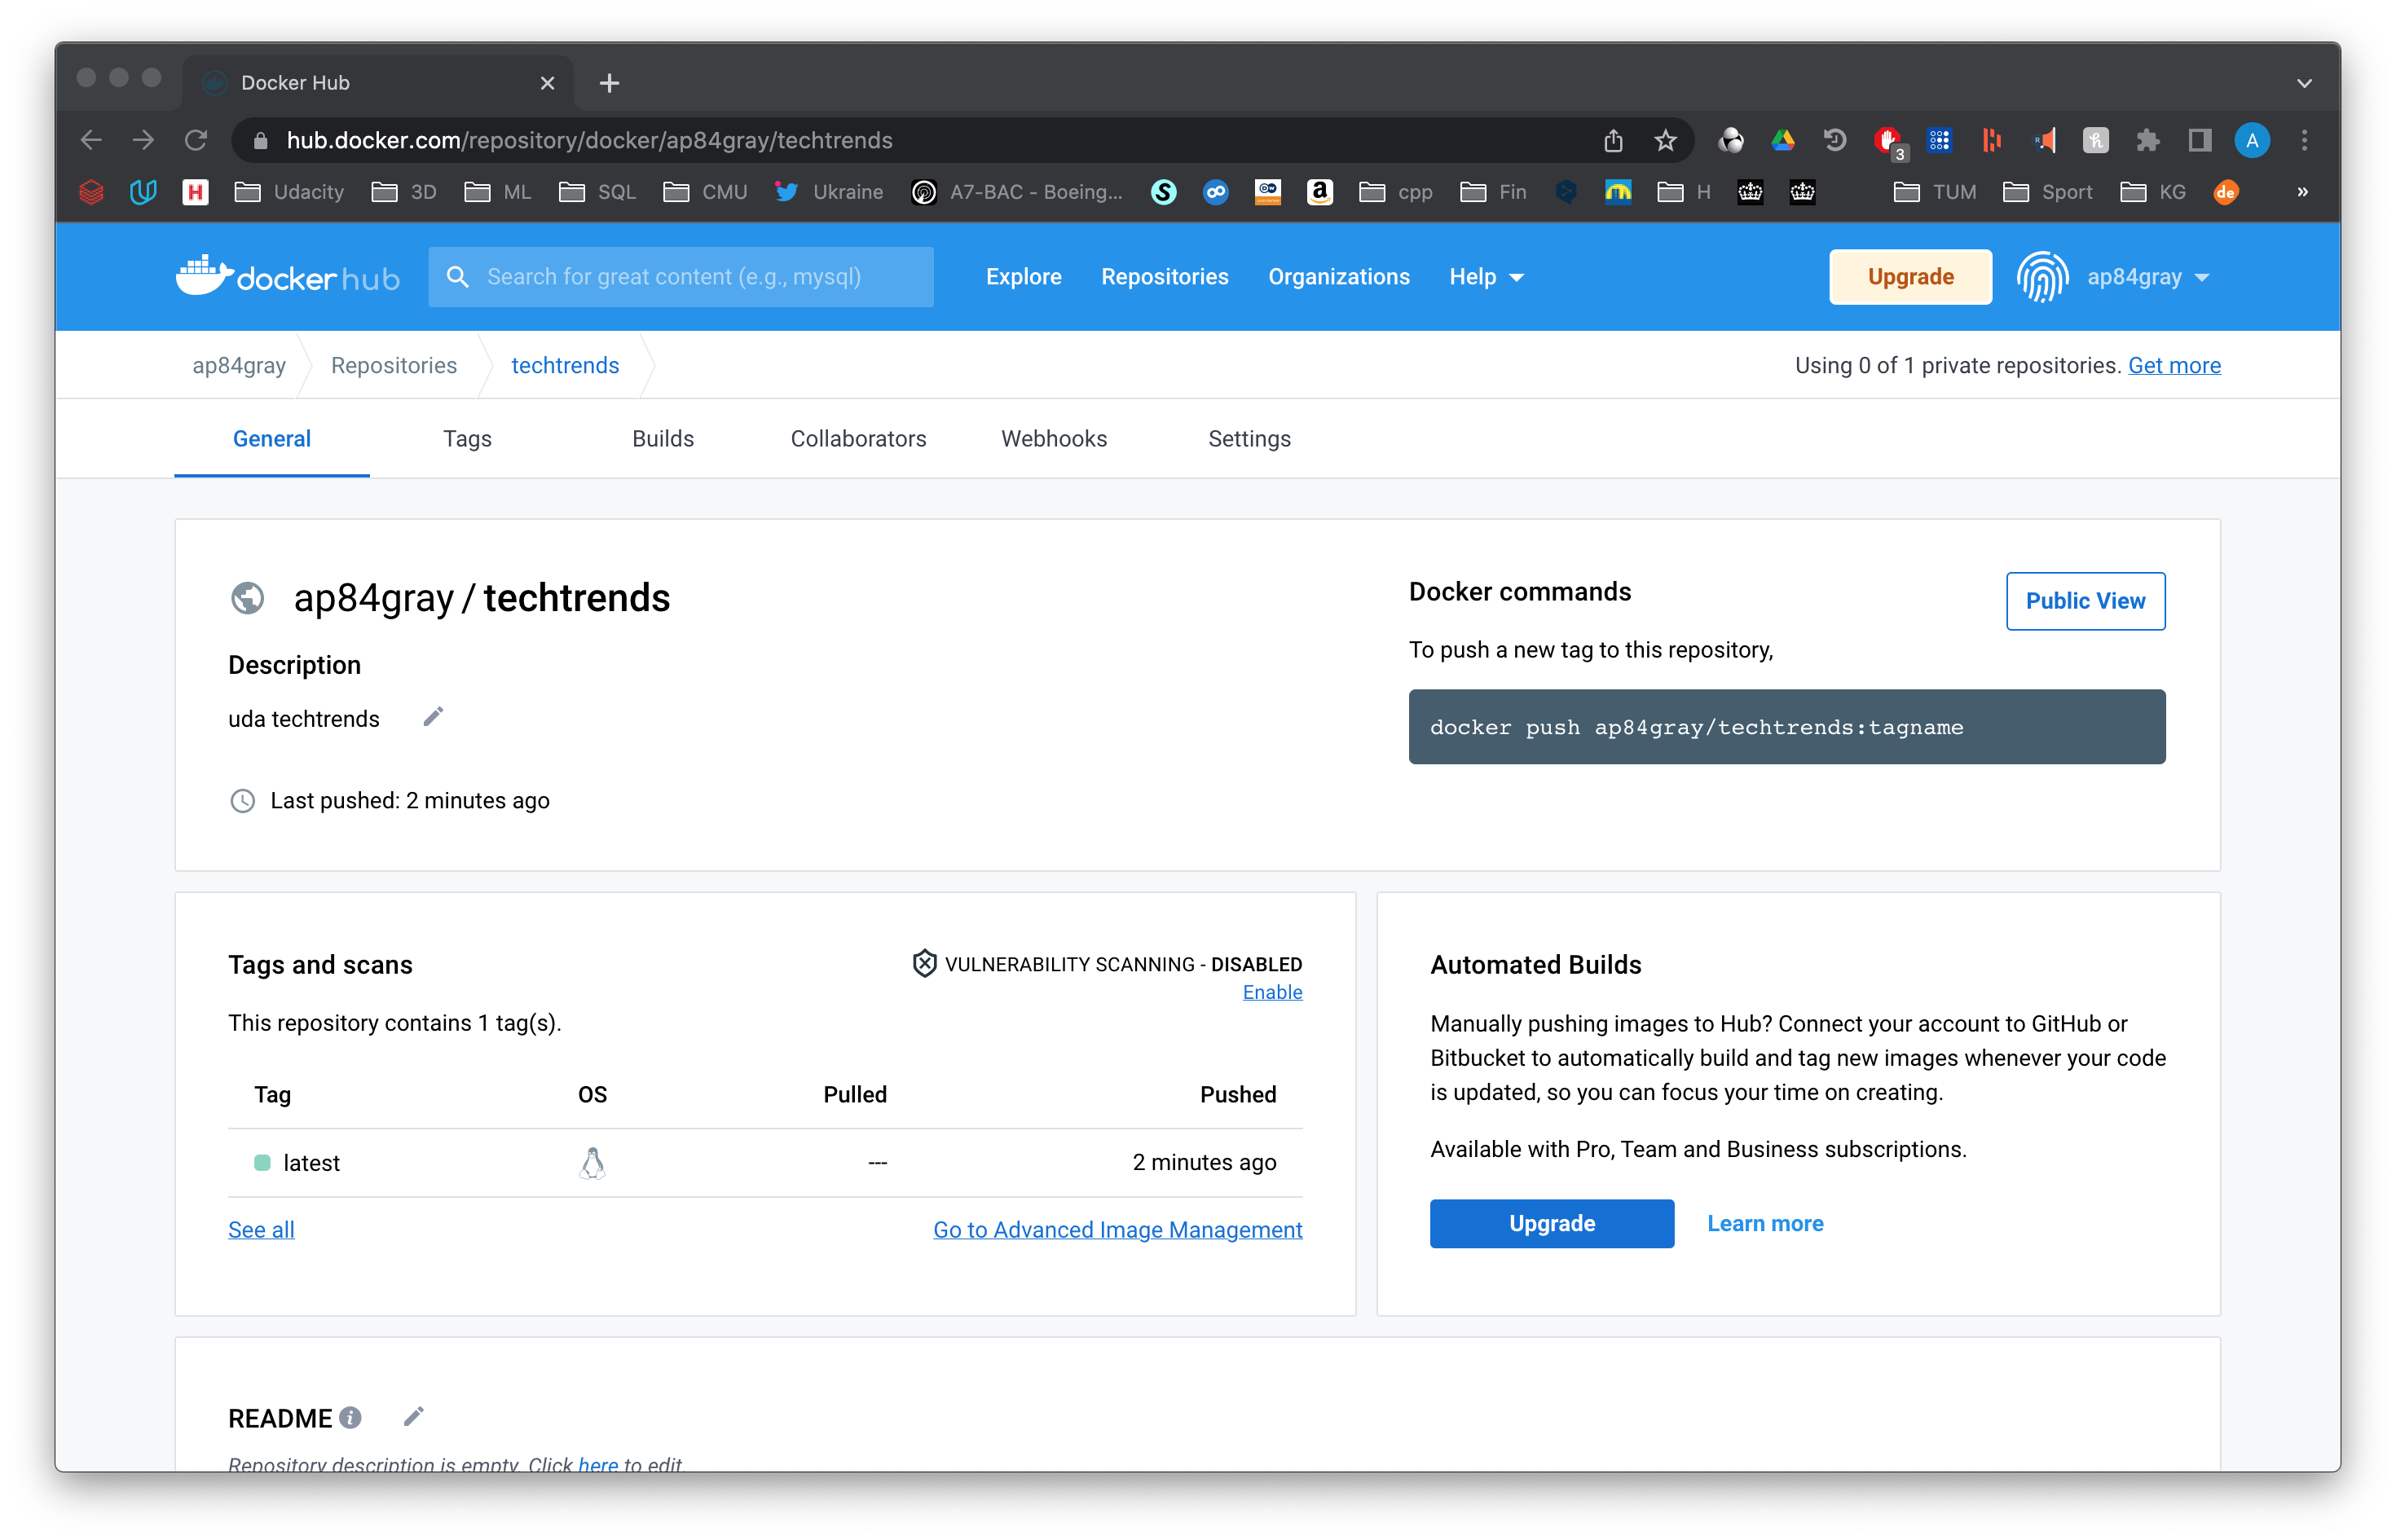 Docker Hub
hub.docker.com/repository/docker/ap84gray/techtrends
3
A
H
Udacity
3D
ML
SQL
CMU
Ukraine
A7-BAC - Boeing...
S
a
cpp
Fin
H
TUM
Sport
KG
de
»
docker hub
Search for great content (e.g., mysql)
Explore
Repositories
Organizations
Help
Upgrade
ap84gray
ap84gray
Repositories
techtrends
Using 0 of 1 private repositories. Get more
General
Tags
Builds
Collaborators
Webhooks
Settings
ap84gray / techtrends
Description
uda techtrends
Last pushed: 2 minutes ago
Docker commands
Public View
To push a new tag to this repository,
docker push ap84gray/techtrends:tagname
Tags and scans
VULNERABILITY SCANNING - DISABLED
Enable
This repository contains 1 tag(s).
Tag OS Pulled Pushed
latest --- 2 minutes ago
See all
Go to Advanced Image Management
Automated Builds
Manually pushing images to Hub? Connect your account to GitHub or
Bitbucket to automatically build and tag new images whenever your code
is updated, so you can focus your time on creating.
Available with Pro, Team and Business subscriptions.
Upgrade
Learn more
README
Repository description is empty. Click here to edit